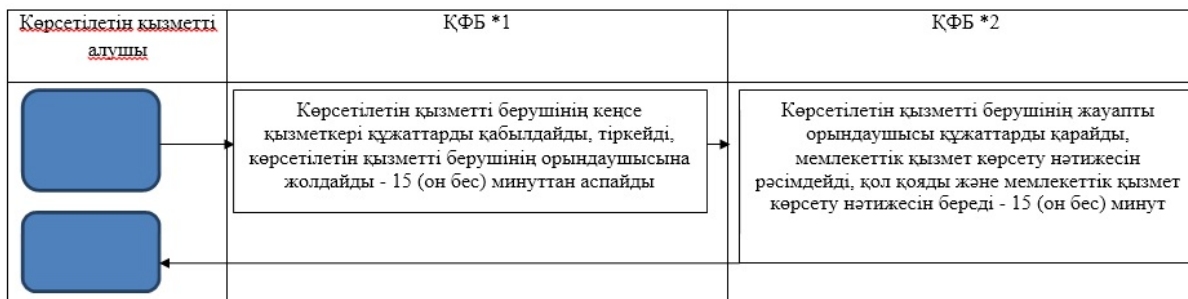 Көрсетілетін қызметті
алушы
ҚФБ *1
ҚФБ *2
Көрсетілетін қызметті берушінің кеңсе
қызметкері құжаттарды қабылдайды, тіркейді,
көрсетілетін қызметті берушінің орындаушысына
жолдайды - 15 (он бес) минуттан аспайды
Көрсетілетін қызметті берушінің жауапты
орындаушысы құжаттарды қарайды,
мемлекеттік қызмет көрсету нәтижесін
рәсімдейді, қол қояды және мемлекеттік қызмет
көрсету нәтижесін береді - 15 (он бес) минут